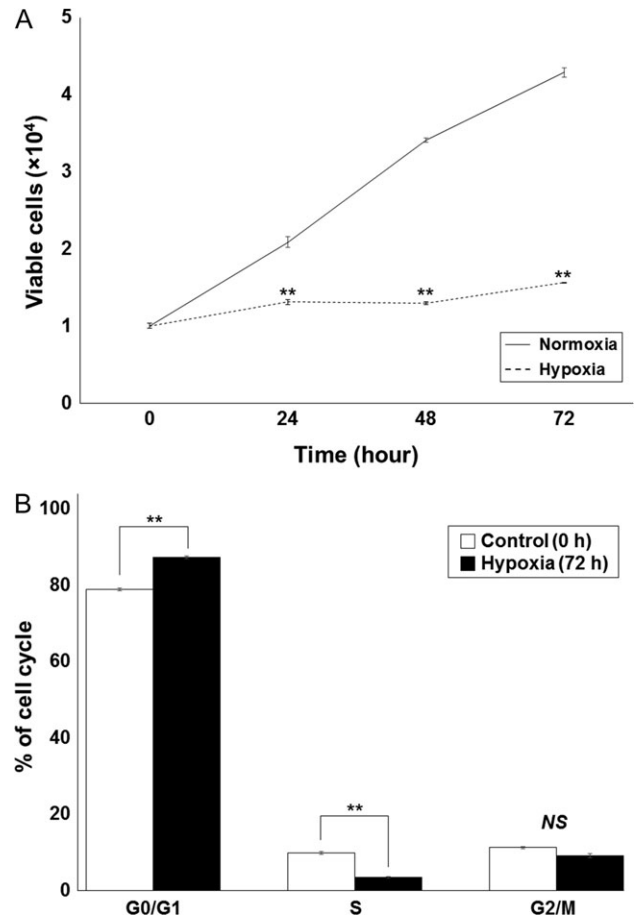 A
5
4
3
2
1
0
Viable cells (×10⁴)
** ** **
Normoxia
Hypoxia
0 24 48 72
Time (hour)
B
100
80
60
40
20
0
% of cell cycle
**
**
NS
Control (0 h)
Hypoxia (72 h)
G0/G1 S G2/M